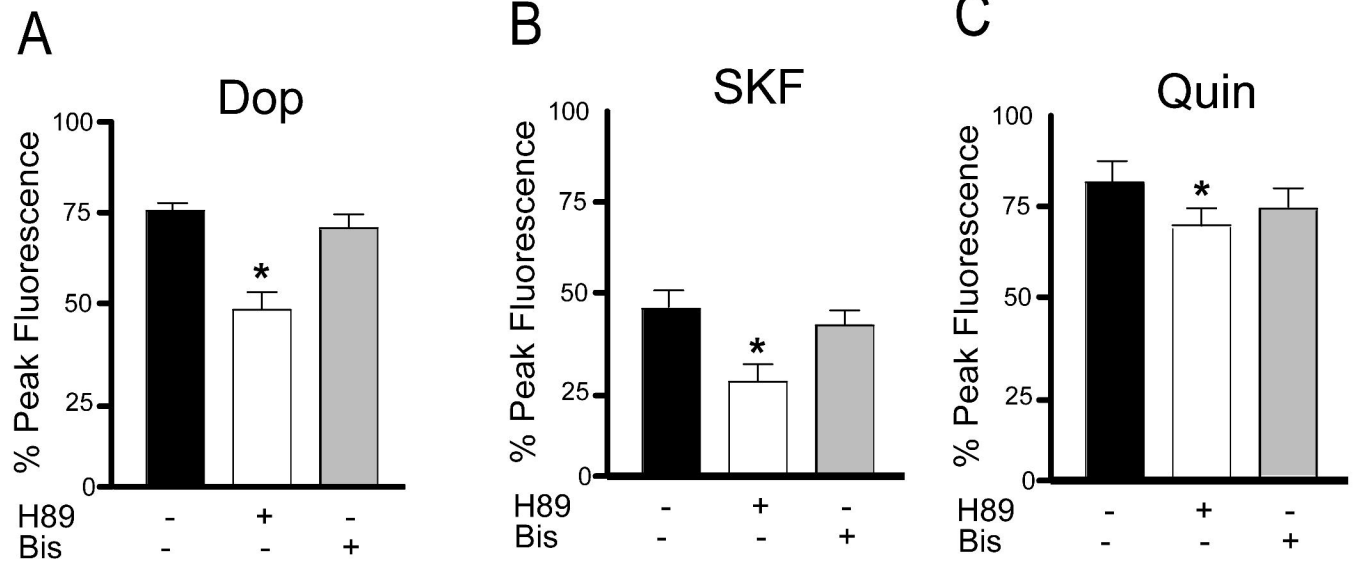 A
Dop
% Peak Fluorescence
100
75
50
25
0
*
H89 - + -
Bis - - +
B
SKF
% Peak Fluorescence
100
75
50
25
0
*
H89 - + -
Bis - - +
C
Quin
% Peak Fluorescence
100
75
50
25
0
*
H89 - + -
Bis - - +